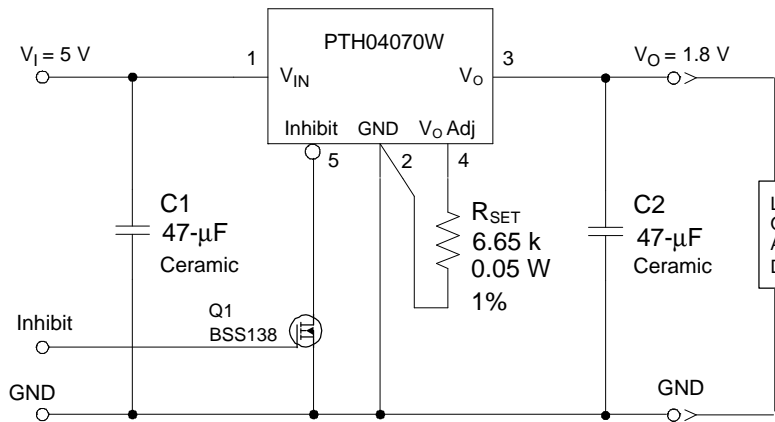 PTH04070W
V_I = 5 V
1
V_IN
V_O
3
V_O = 1.8 V
Inhibit
GND
V_O Adj
5
2
4
C1
47-μF
Ceramic
R_SET
6.65 k
0.05 W
1%
C2
47-μF
Ceramic
L
O
A
D
Q1
BSS138
Inhibit
GND
GND